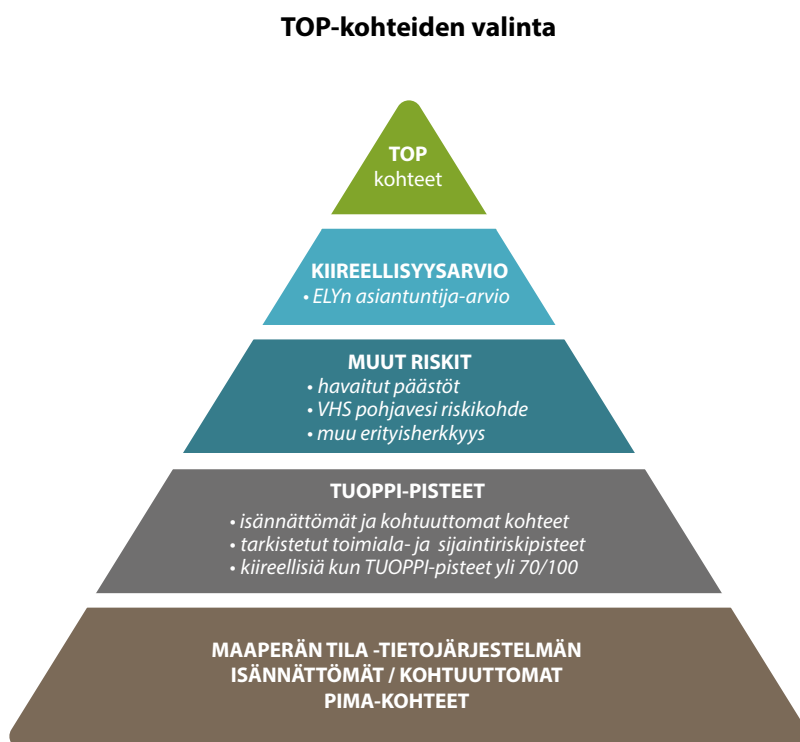 TOP-kohteiden valinta
TOP
kohteet
KIIREELLISYYSARVIO
• ELYn asiantuntija-arvio
MUUT RISKIT
• havaitut päästöt
• VHS pohjavesi riskikohde
• muu erityisherkkyys
TUOPPI-PISTEET
• isännättömät ja kohtuuttomat kohteet
• tarkistetut toimiala- ja sijaintiriskipisteet
• kiireellisiä kun TUOPPI-pisteet yli 70/100
MAAPERÄN TILA -TIETOJÄRJESTELMÄN
ISÄNNÄTTÖMÄT / KOHTUUTTOMAT
PIMA-KOHTEET